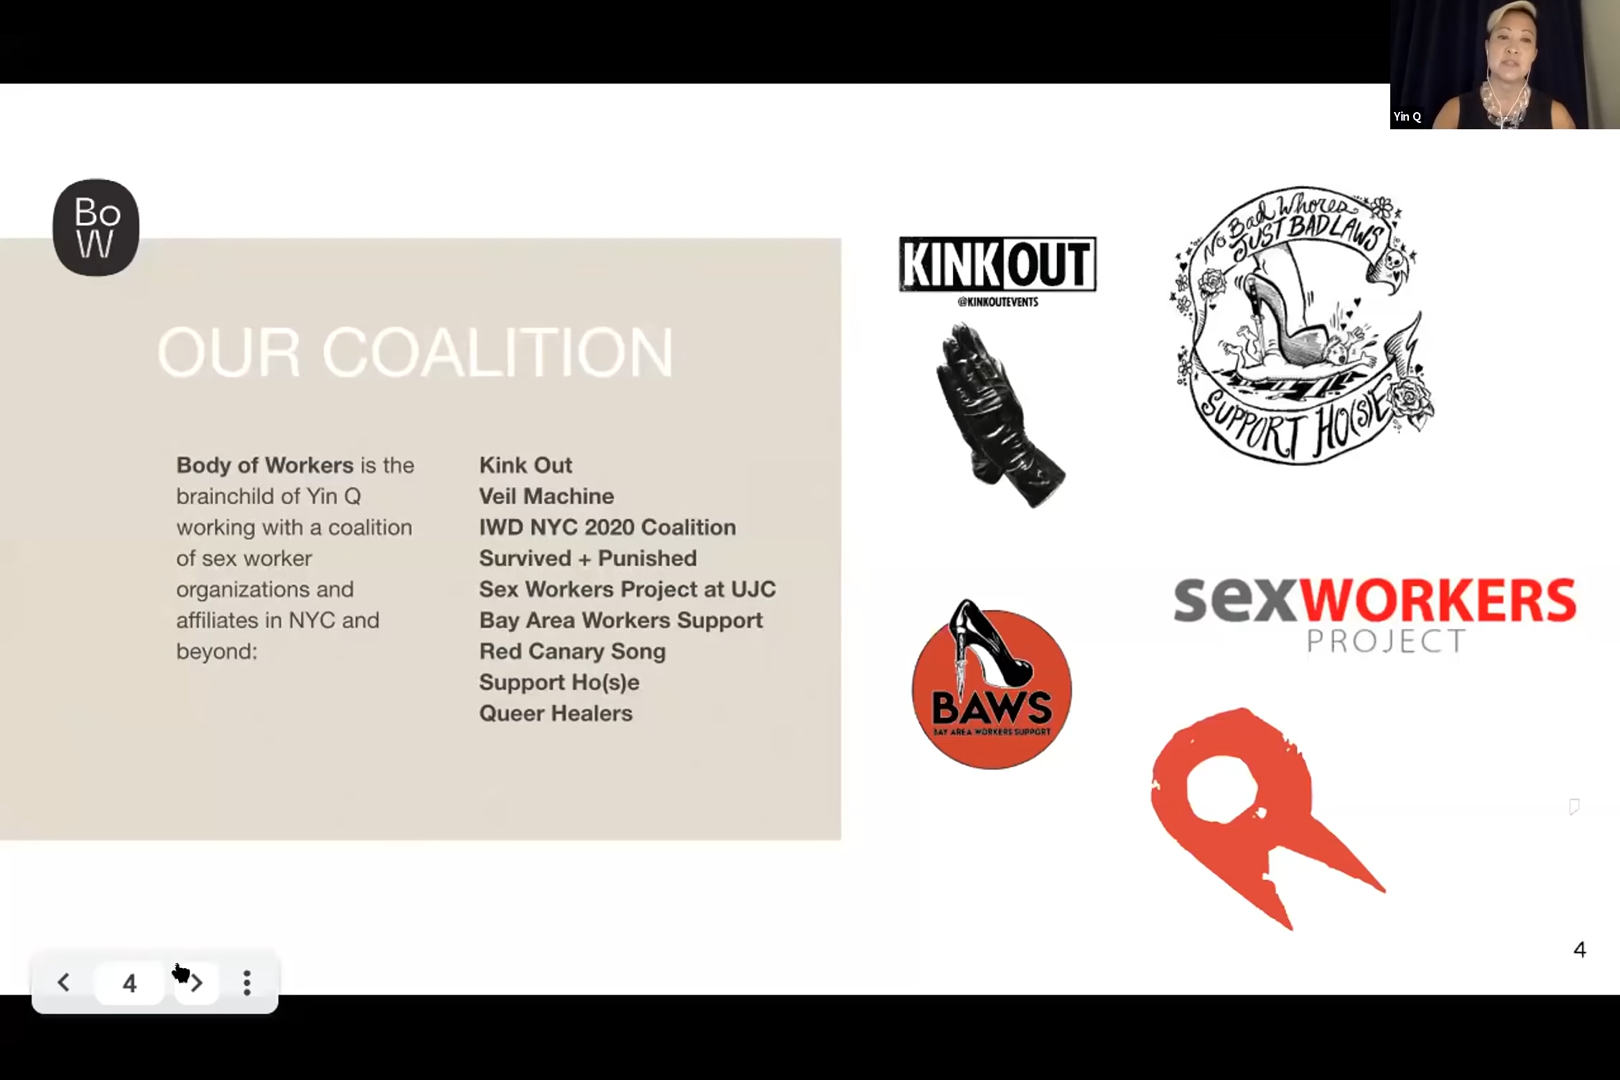 Yin Q
Bo
W
OUR COALITION
Body of Workers is the
brainchild of Yin Q
working with a coalition
of sex worker
organizations and
affiliates in NYC and
beyond:
Kink Out
Veil Machine
IWD NYC 2020 Coalition
Survived + Punished
Sex Workers Project at UJC
Bay Area Workers Support
Red Canary Song
Support Ho(s)e
Queer Healers
KINK OUT
@KINKOUTEVENTS
No Bad Whores
JUST BAD LAWS
SUPPORT HO(S)E
BAWS
BAY AREA WORKERS SUPPORT
sexWORKERS
PROJECT
4
4